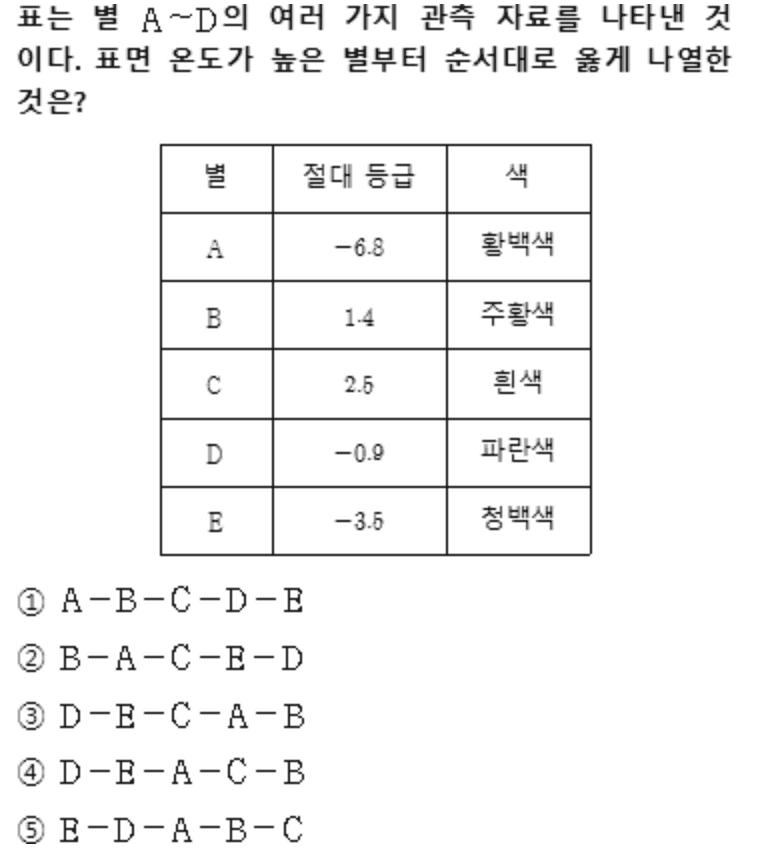 표는 별 A~D의 여러 가지 관측 자료를 나타낸 것
이다. 표면 온도가 높은 별부터 순서대로 옳게 나열한
것은?
별 절대 등급 색
A -6.8 황백색
B 1.4 주황색
C 2.5 흰색
D -0.9 파란색
E -3.5 청백색
① A-B-C-D-E
② B-A-C-E-D
③ D-E-C-A-B
④ D-E-A-C-B
⑤ E-D-A-B-C